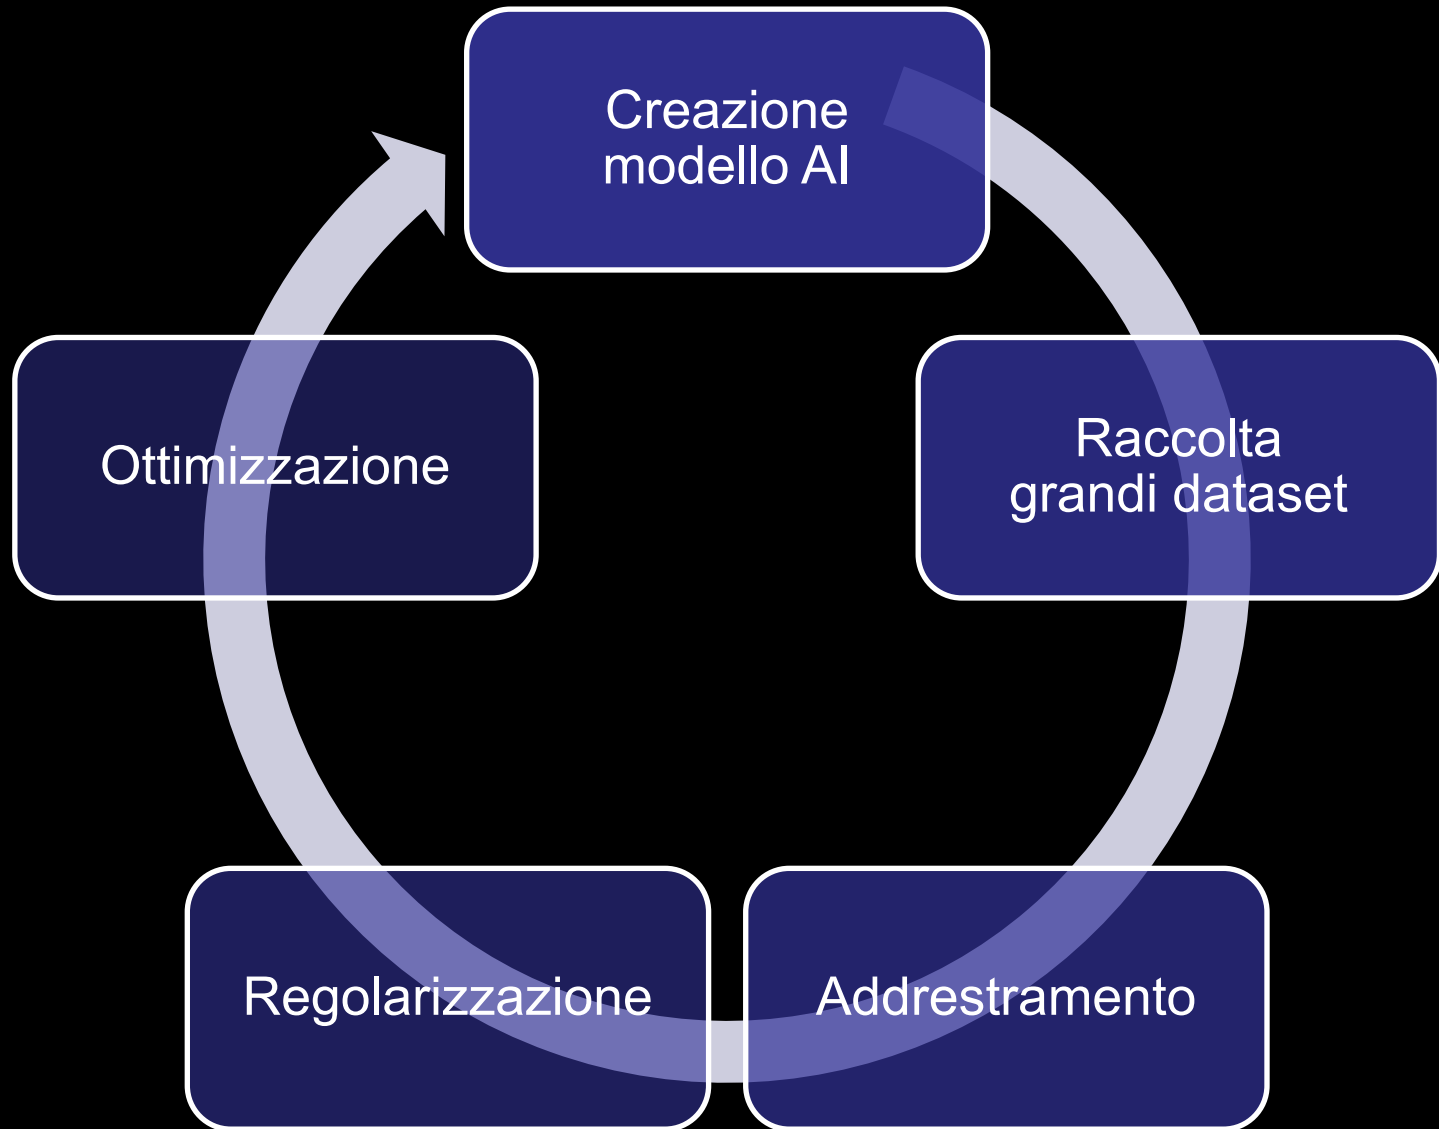 Creazione
modello AI
Raccolta
grandi dataset
Addrestramento
Regolarizzazione
Ottimizzazione